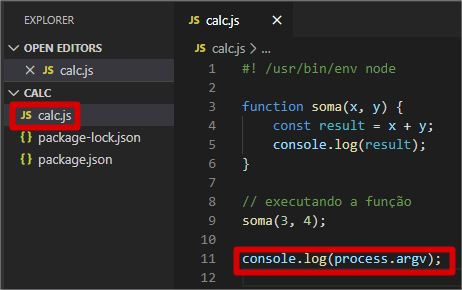 EXPLORER
OPEN EDITORS
JS calc.js
CALC
JS calc.js
{ } package-lock.json
{ } package.json
JS calc.js
JS calc.js > ...
1 #! /usr/bin/env node
2
3 function soma(x, y) {
4 const result = x + y;
5 console.log(result);
6 }
7
8 // executando a função
9 soma(3, 4);
10
11 console.log(process.argv);
12